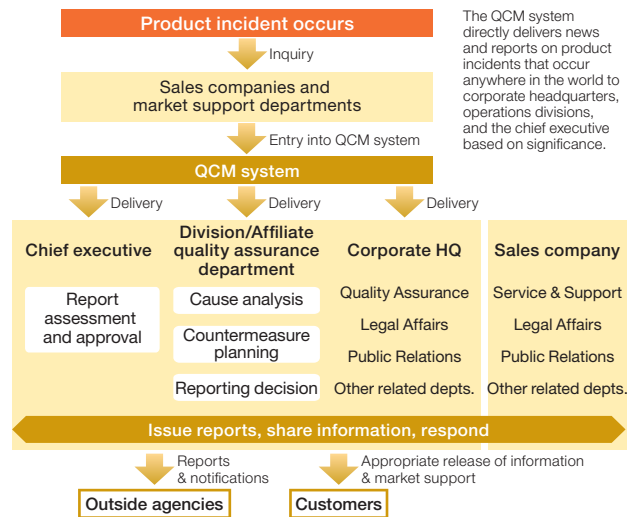 Product incident occurs
Inquiry
Sales companies and
market support departments
Entry into QCM system
QCM system
Delivery
Delivery
Delivery
The QCM system
directly delivers news
and reports on product
incidents that occur
anywhere in the world to
corporate headquarters,
operations divisions,
and the chief executive
based on significance.
Chief executive
Report
assessment
and approval
Division/Affiliate
quality assurance
department
Cause analysis
Countermeasure
planning
Reporting decision
Corporate HQ
Quality Assurance
Legal Affairs
Public Relations
Other related depts.
Sales company
Service & Support
Legal Affairs
Public Relations
Other related depts.
Issue reports, share information, respond
Reports
& notifications
Outside agencies
Appropriate release of information
& market support
Customers